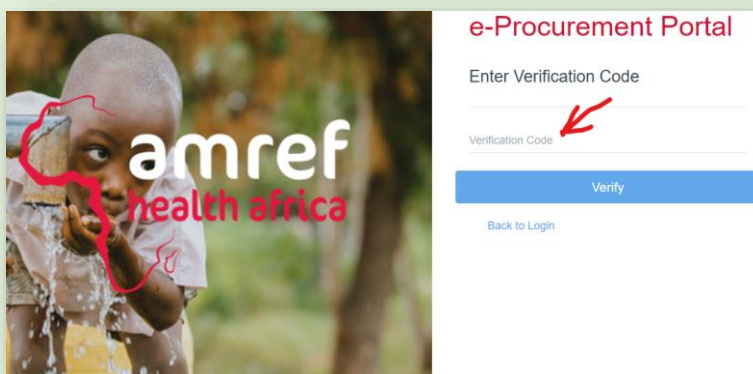 e-Procurement Portal
Enter Verification Code
amref
health africa
Verification Code
Verify
Back to Login